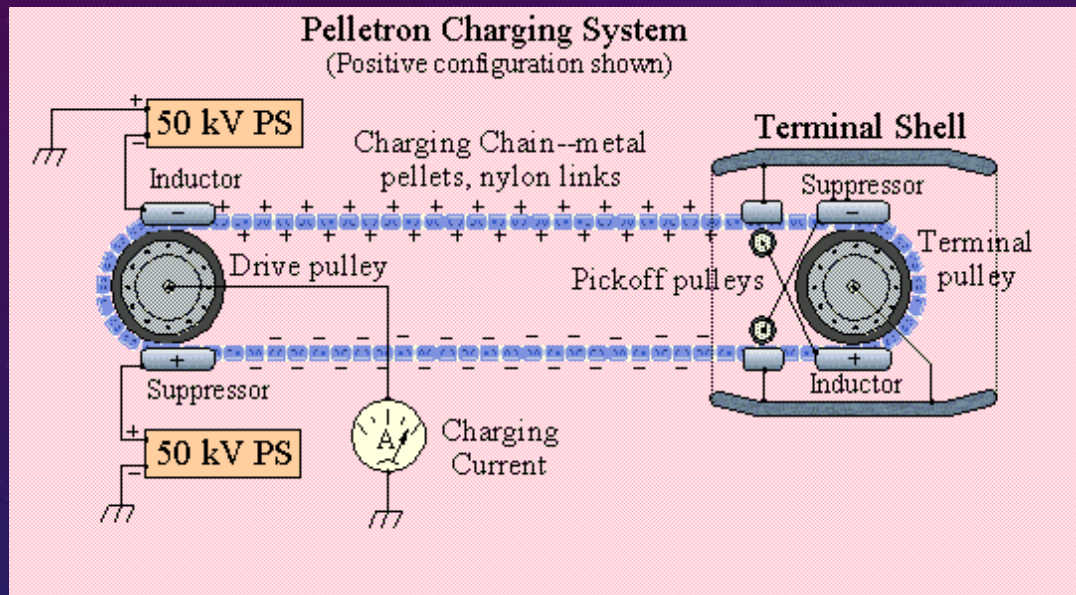 Pelletron Charging System
(Positive configuration shown)
+
50 kV PS
−
Inductor
−
Charging Chain--metal
pellets, nylon links
+ + + + + + + + + + + +
+ + + + + + + + + + + +
Terminal Shell
Suppressor
−
Drive pulley
Pickoff pulleys
Terminal
pulley
− − − − − − − − − − −
− − − − − − − − − − −
+
Suppressor
+
Inductor
+
50 kV PS
−
A
Charging
Current